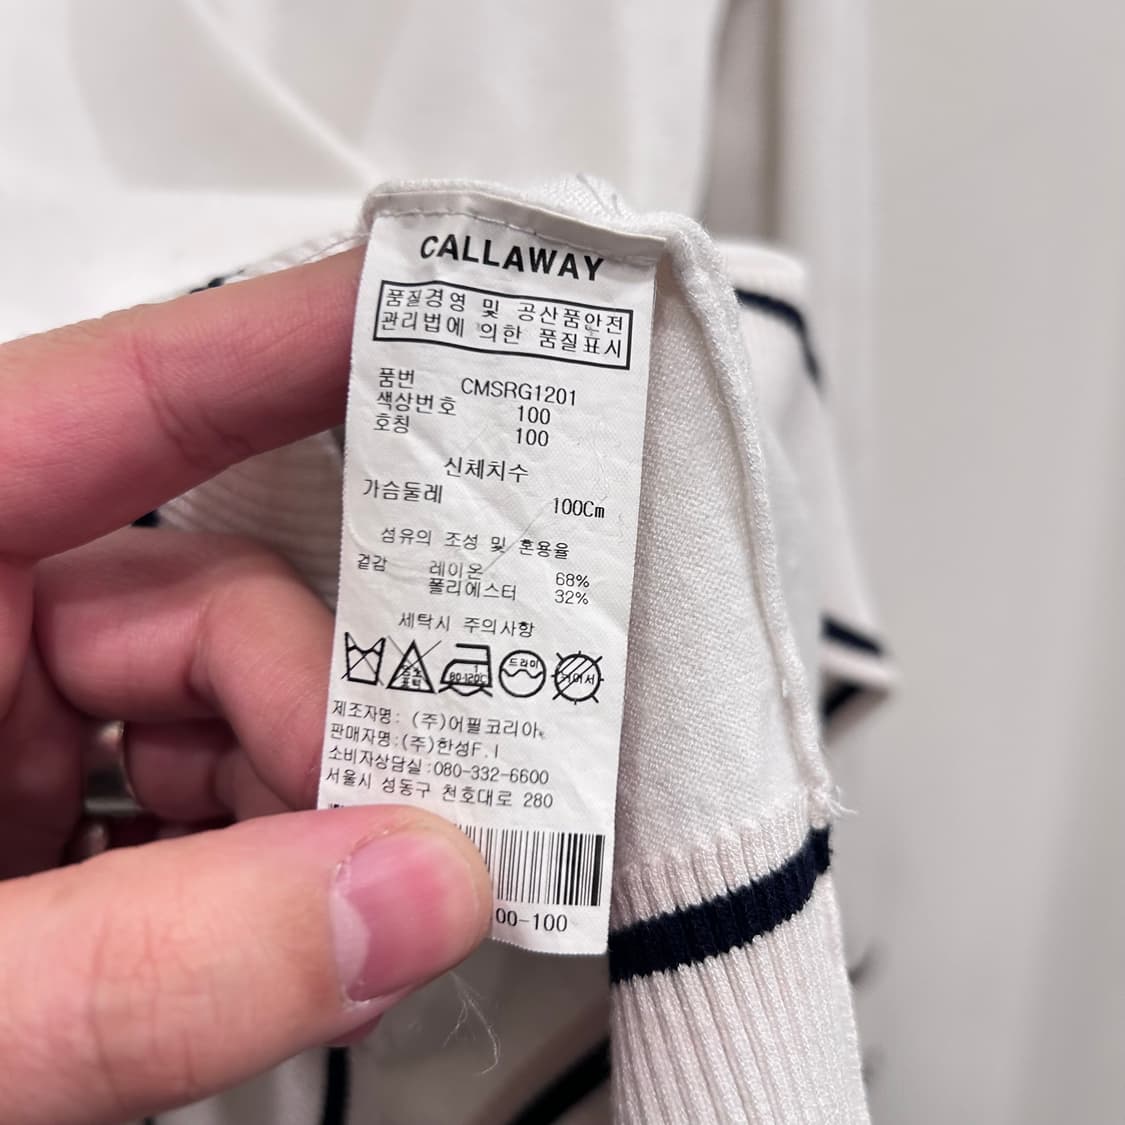 CALLAWAY
품질경영 및 공산품안전
관리법에 의한 품질표시
품번 CMSRG1201
색상번호 100
호칭 100
신체치수
가슴둘레 100Cm
섬유의 조성 및 혼용율
겉감 레이온 68%
폴리에스터 32%
세탁시 주의사항
80-120℃ 드라이
제조자명: (주)어필코리아
판매자명:(주)한성F.I
소비자상담실:080-332-6600
서울시 성동구 천호대로 280
00-100